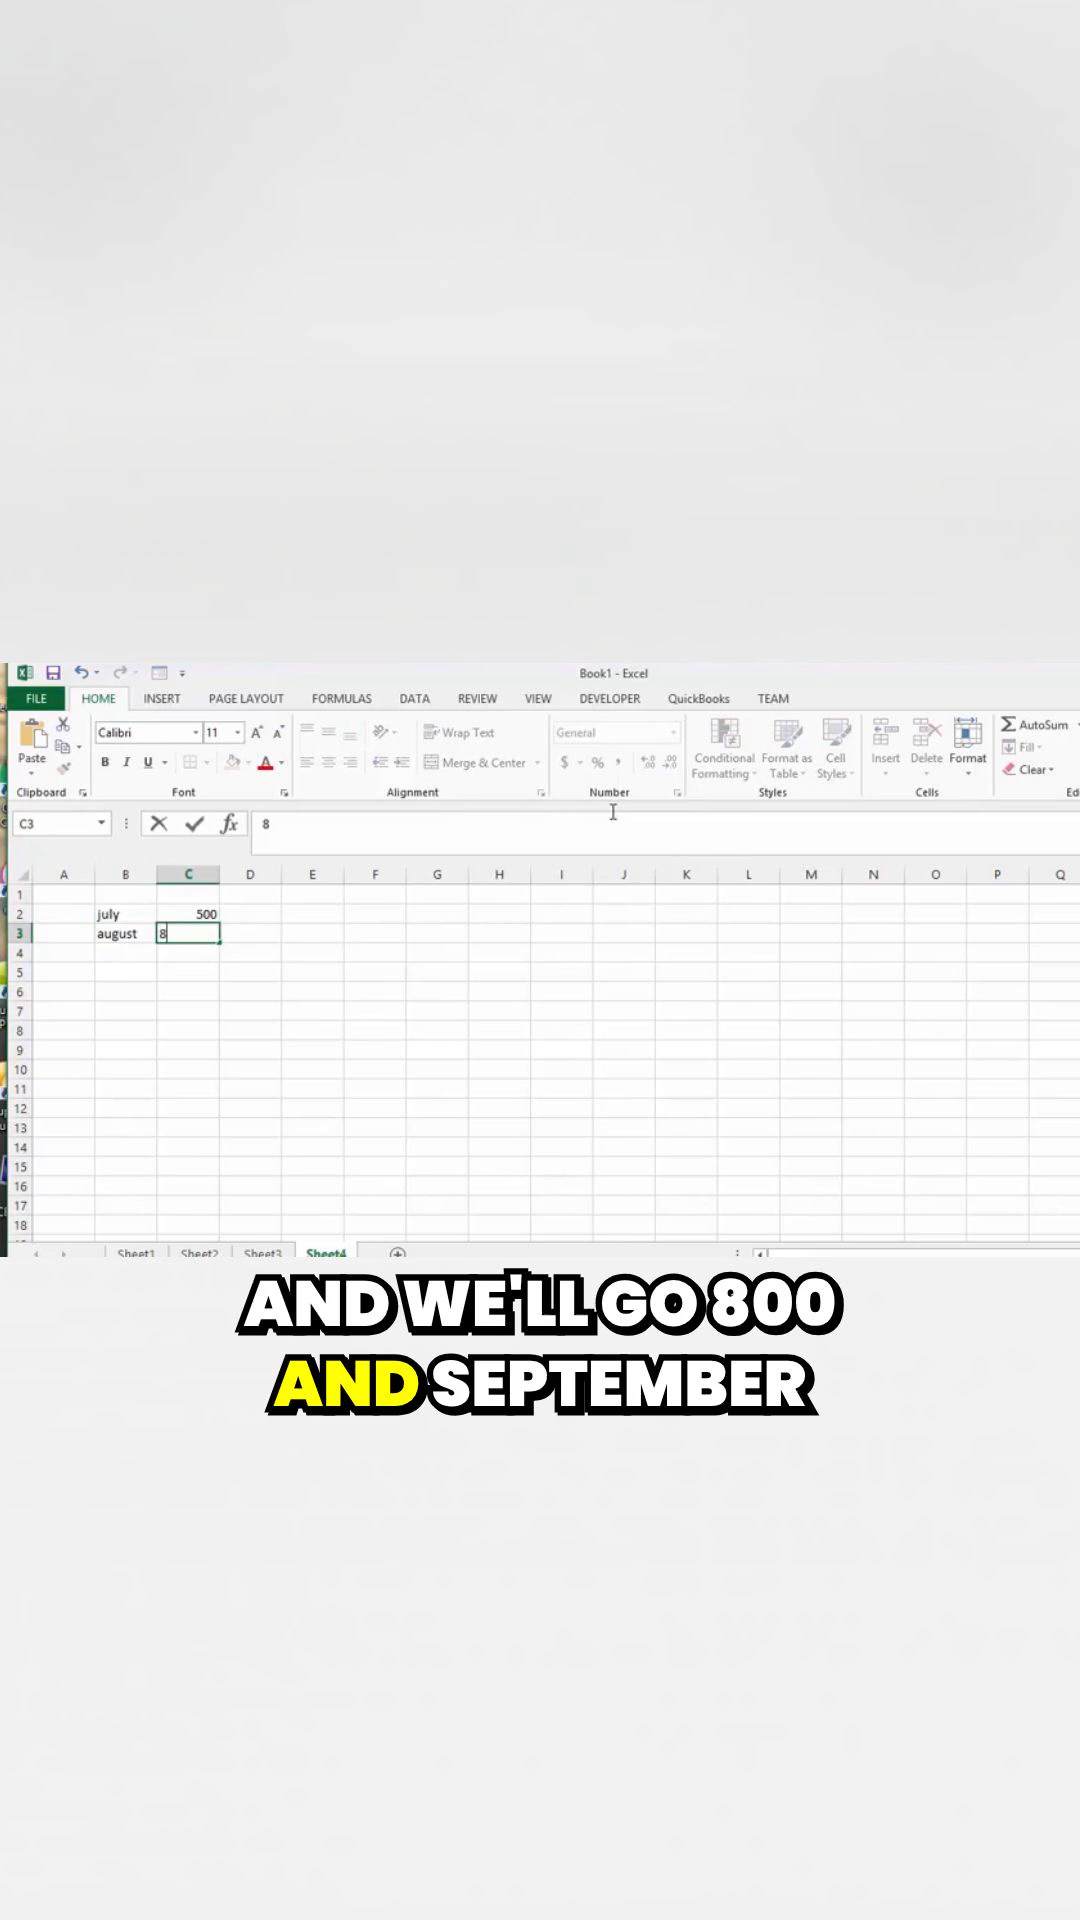 Book1 - Excel
FILE HOME INSERT PAGE LAYOUT FORMULAS DATA REVIEW VIEW DEVELOPER QuickBooks TEAM
Calibri 11 A A Wrap Text General AutoSum
Paste Conditional Format as Cell Insert Delete Format Fill
B I U A Merge & Center $ % , Formatting Table Styles Clear
Clipboard Font Alignment Number Styles Cells
C3 fx 8
A B C D E F G H I J K L M N O P Q
1
2 july 500
3 august 8
4
5
6
7
8
9
10
11
12
13
14
15
16
17
18
Sheet1 Sheet2 Sheet3 Sheet4
AND WE'LL GO 800
AND SEPTEMBER